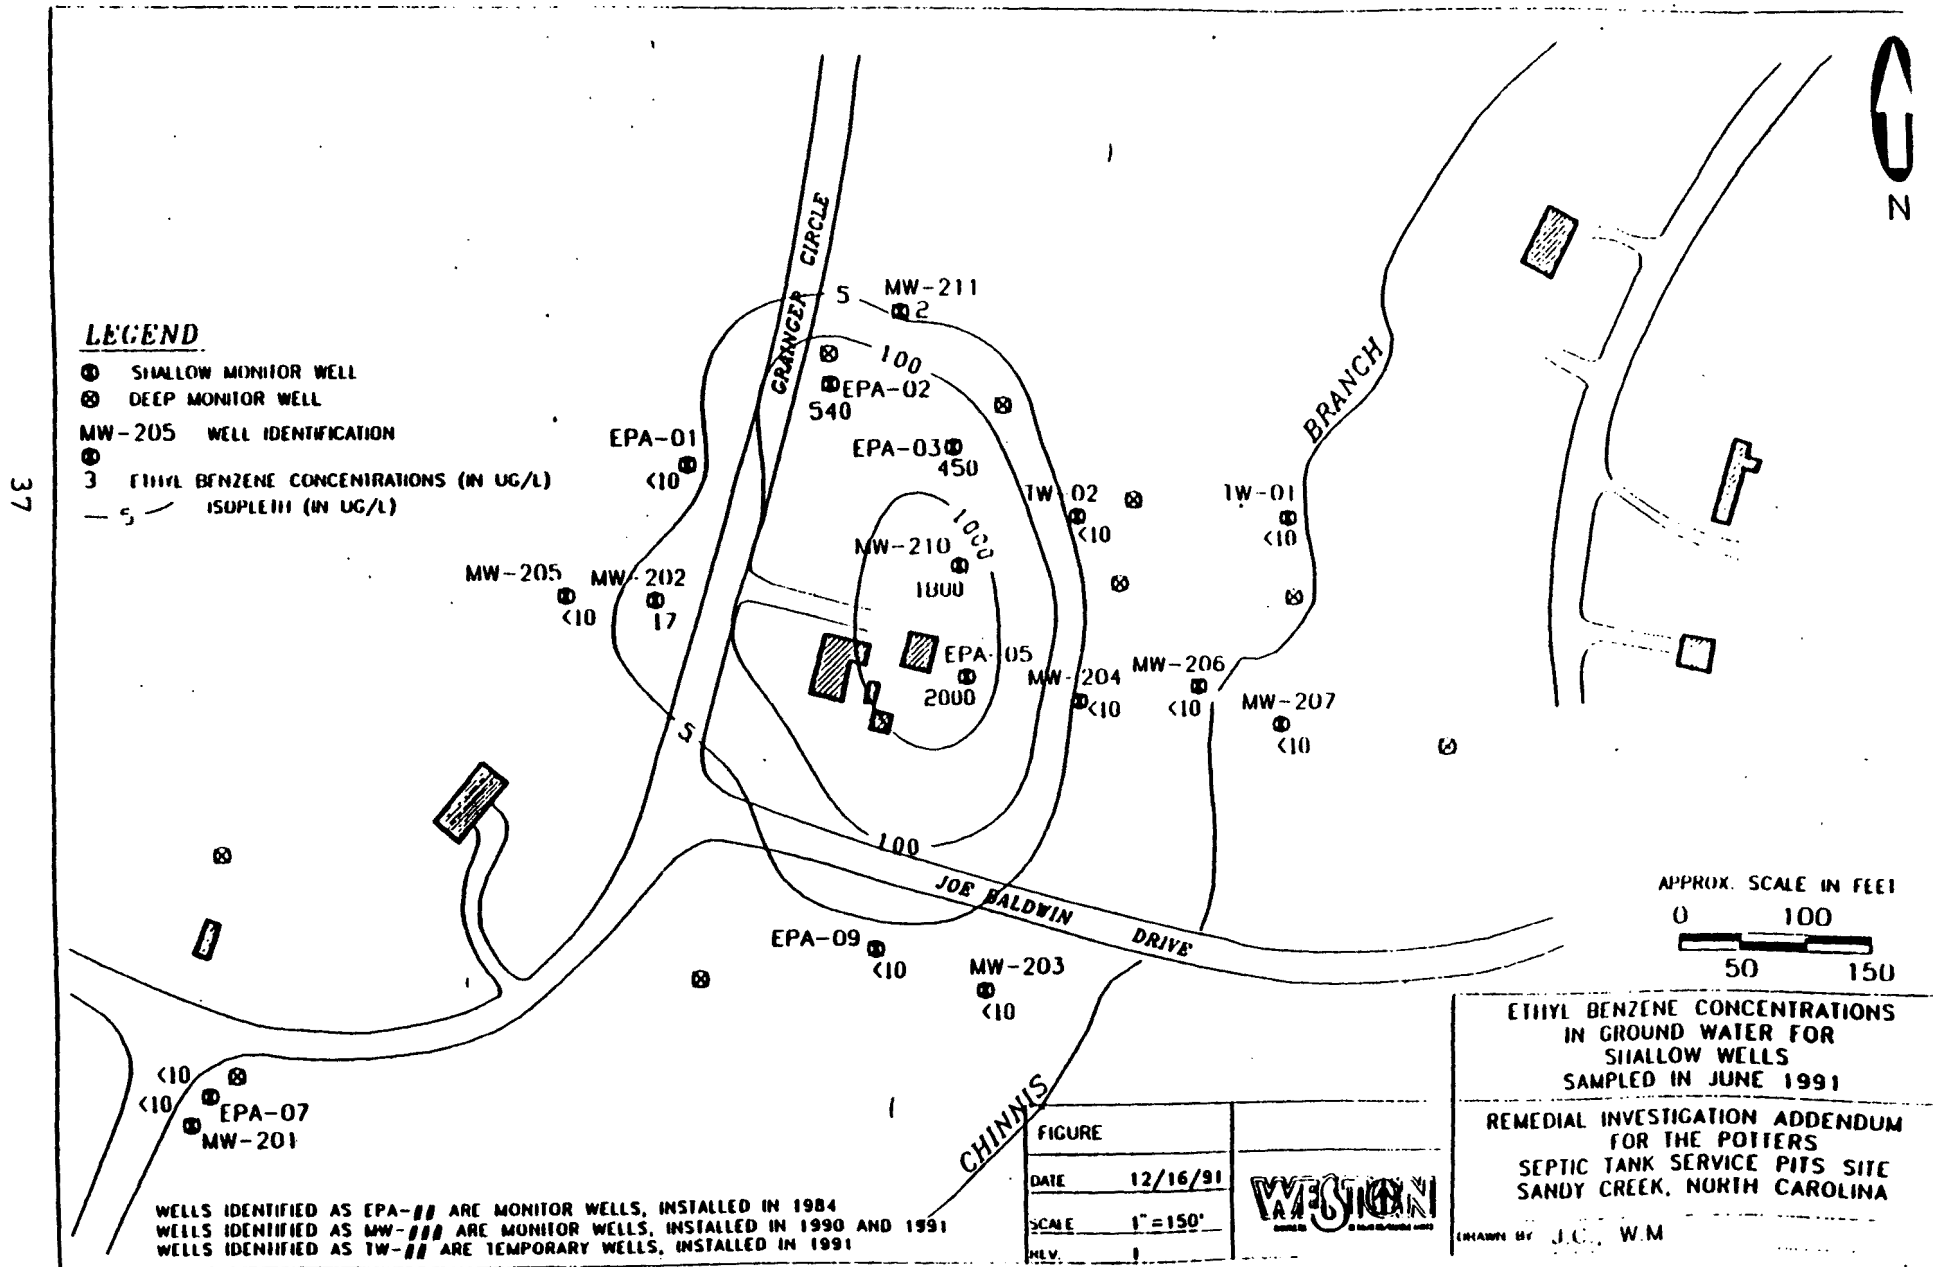 N
GRAINGER CIRCLE
5
MW-211
2
100
EPA-02
540
EPA-01
<10
EPA-03
450
BRANCH
TW-02
<10
TW-01
<10
1000
MW-210
1800
MW-205
<10
MW-202
17
EPA-05
2000
MW-204
<10
MW-206
<10
MW-207
<10
5
100
JOE BALDWIN DRIVE
EPA-09
<10
MW-203
<10
CHINNIS
<10
<10
EPA-07
MW-201
37
LEGEND
SHALLOW MONITOR WELL
DEEP MONITOR WELL
MW-205 WELL IDENTIFICATION
3 ETHYL BENZENE CONCENTRATIONS (IN UG/L)
5 ISOPLETH (IN UG/L)
APPROX. SCALE IN FEET
0 100
50 150
WELLS IDENTIFIED AS EPA-## ARE MONITOR WELLS, INSTALLED IN 1984
WELLS IDENTIFIED AS MW-### ARE MONITOR WELLS, INSTALLED IN 1990 AND 1991
WELLS IDENTIFIED AS TW-## ARE TEMPORARY WELLS, INSTALLED IN 1991
FIGURE
DATE 12/16/91
SCALE 1"=150'
REV. 1
WESTON
ETHYL BENZENE CONCENTRATIONS
IN GROUND WATER FOR
SHALLOW WELLS
SAMPLED IN JUNE 1991
REMEDIAL INVESTIGATION ADDENDUM
FOR THE POTTERS
SEPTIC TANK SERVICE PITS SITE
SANDY CREEK, NORTH CAROLINA
DRAWN BY J.C., W.M